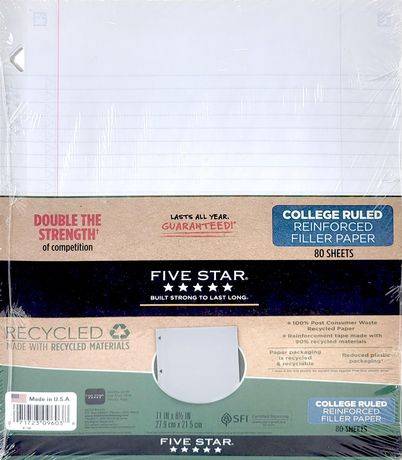 DOUBLE THE
STRENGTH†
of competition
LASTS ALL YEAR.
GUARANTEED!*
COLLEGE RULED
REINFORCED
FILLER PAPER
80 SHEETS
FIVE STAR.
BUILT STRONG TO LAST LONG.
RECYCLED
MADE WITH RECYCLED MATERIALS
100% Post Consumer Waste
Recycled Paper
Reinforcement tape made with
90% recycled materials
Paper packaging
is recycled
& recyclable
Reduced plastic
packaging*
Made in U.S.A
11 IN x 8½ IN
27.9 cm x 21.5 cm
SFI
Certified Sourcing
COLLEGE RULED
REINFORCED
FILLER PAPER
80 SHEETS
FIVE STAR